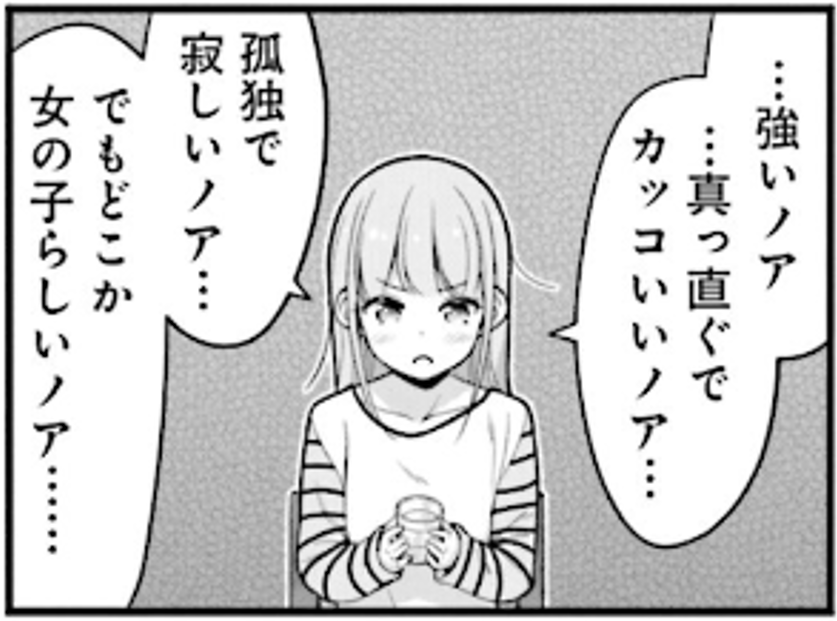 …強いノア
…真っ直ぐで
カッコいいノア…
孤独で
寂しいノア…
でもどこか
女の子らしいノア……